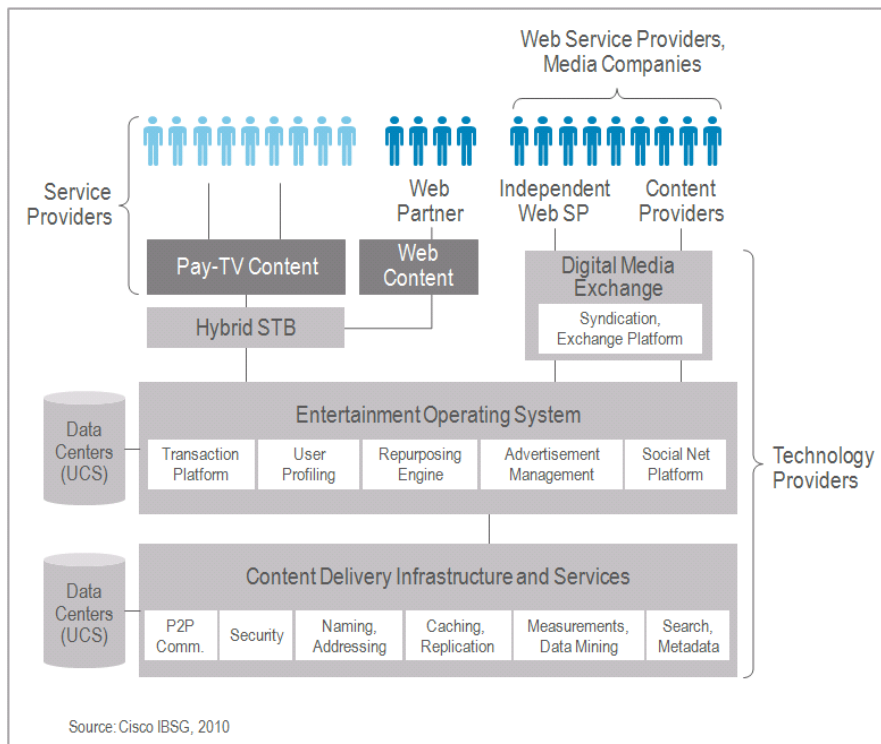 Web Service Providers,
Media Companies
Service
Providers
Web
Partner
Independent
Web SP
Content
Providers
Pay-TV Content
Web
Content
Digital Media
Exchange
Syndication,
Exchange Platform
Hybrid STB
Data
Centers
(UCS)
Entertainment Operating System
Transaction
Platform
User
Profiling
Repurposing
Engine
Advertisement
Management
Social Net
Platform
Technology
Providers
Data
Centers
(UCS)
Content Delivery Infrastructure and Services
P2P
Comm.
Security
Naming,
Addressing
Caching,
Replication
Measurements,
Data Mining
Search,
Metadata
Source: Cisco IBSG, 2010